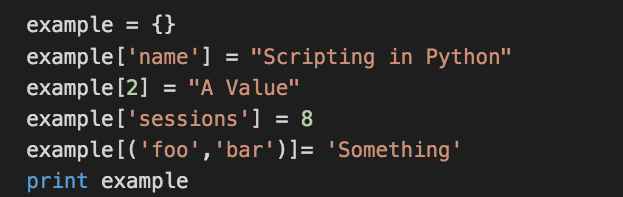 example = {}
example['name'] = "Scripting in Python"
example[2] = "A Value"
example['sessions'] = 8
example[('foo','bar')]= 'Something'
print example